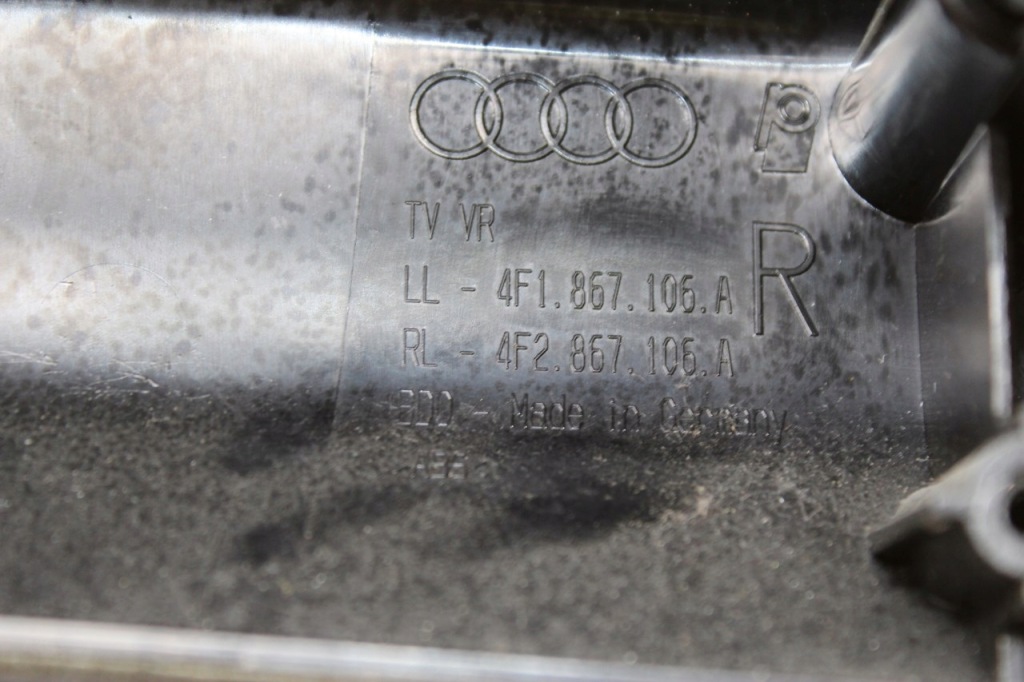 TV VR
R
LL - 4F1.867.106.A
RL - 4F2.867.106.A
- Made in Germany